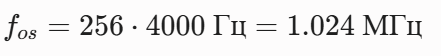 f_os = 256 · 4000 Гц = 1.024 МГц